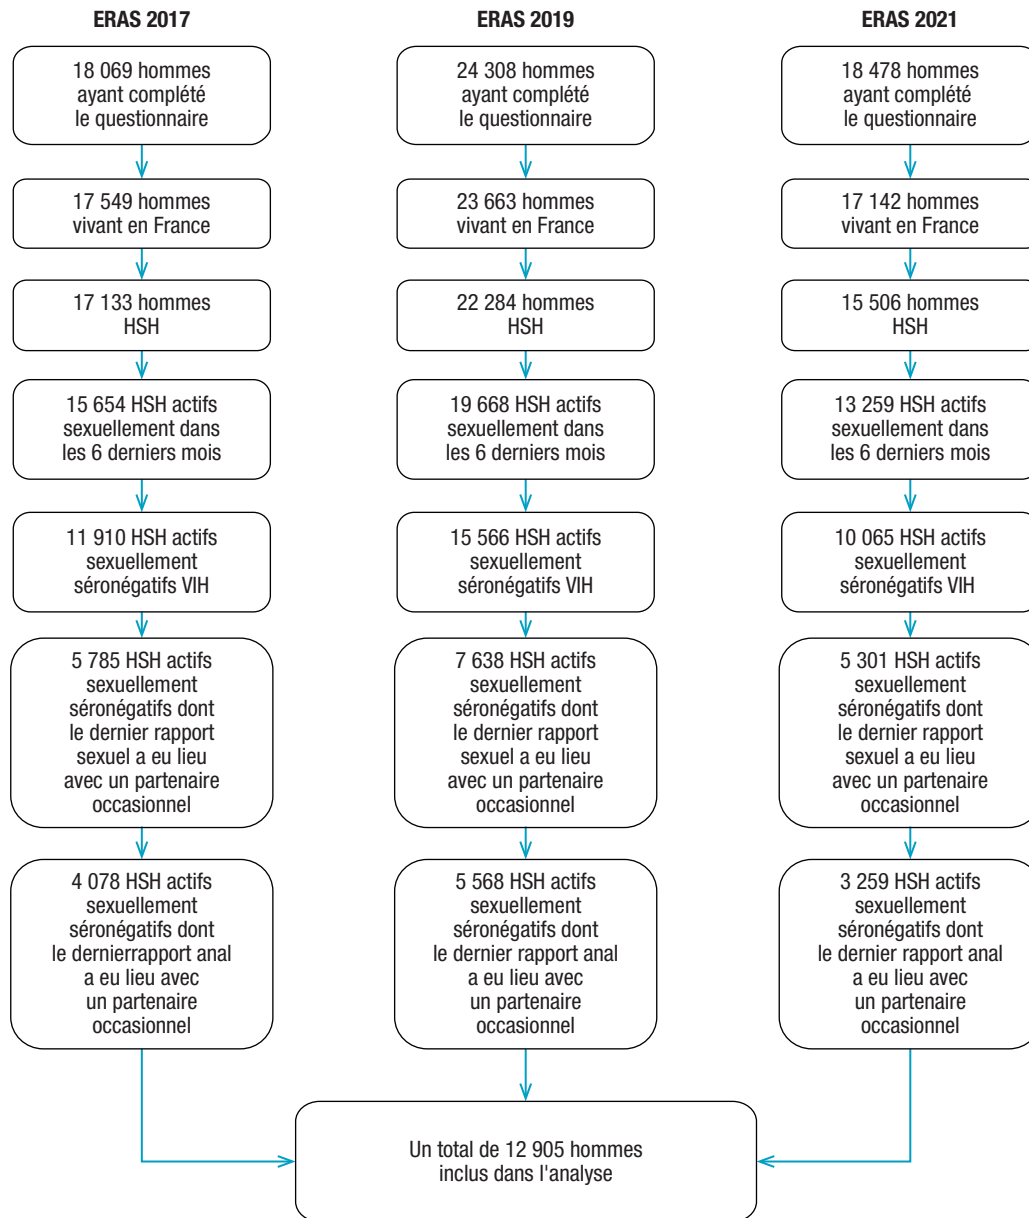 ERAS 2017
18 069 hommes
ayant complété
le questionnaire
17 549 hommes
vivant en France
17 133 hommes
HSH
15 654 HSH actifs
sexuellement dans
les 6 derniers mois
11 910 HSH actifs
sexuellement
séronégatifs VIH
5 785 HSH actifs
sexuellement
séronégatifs dont
le dernier rapport
sexuel a eu lieu
avec un partenaire
occasionnel
4 078 HSH actifs
sexuellement
séronégatifs dont
le dernierrapport anal
a eu lieu avec
un partenaire
occasionnel
ERAS 2019
24 308 hommes
ayant complété
le questionnaire
23 663 hommes
vivant en France
22 284 hommes
HSH
19 668 HSH actifs
sexuellement dans
les 6 derniers mois
15 566 HSH actifs
sexuellement
séronégatifs VIH
7 638 HSH actifs
sexuellement
séronégatifs dont
le dernier rapport
sexuel a eu lieu
avec un partenaire
occasionnel
5 568 HSH actifs
sexuellement
séronégatifs dont
le dernier rapport anal
a eu lieu avec
un partenaire
occasionnel
ERAS 2021
18 478 hommes
ayant complété
le questionnaire
17 142 hommes
vivant en France
15 506 hommes
HSH
13 259 HSH actifs
sexuellement dans
les 6 derniers mois
10 065 HSH actifs
sexuellement
séronégatifs VIH
5 301 HSH actifs
sexuellement
séronégatifs dont
le dernier rapport
sexuel a eu lieu
avec un partenaire
occasionnel
3 259 HSH actifs
sexuellement
séronégatifs dont
le dernier rapport anal
a eu lieu avec
un partenaire
occasionnel
Un total de 12 905 hommes
inclus dans l'analyse